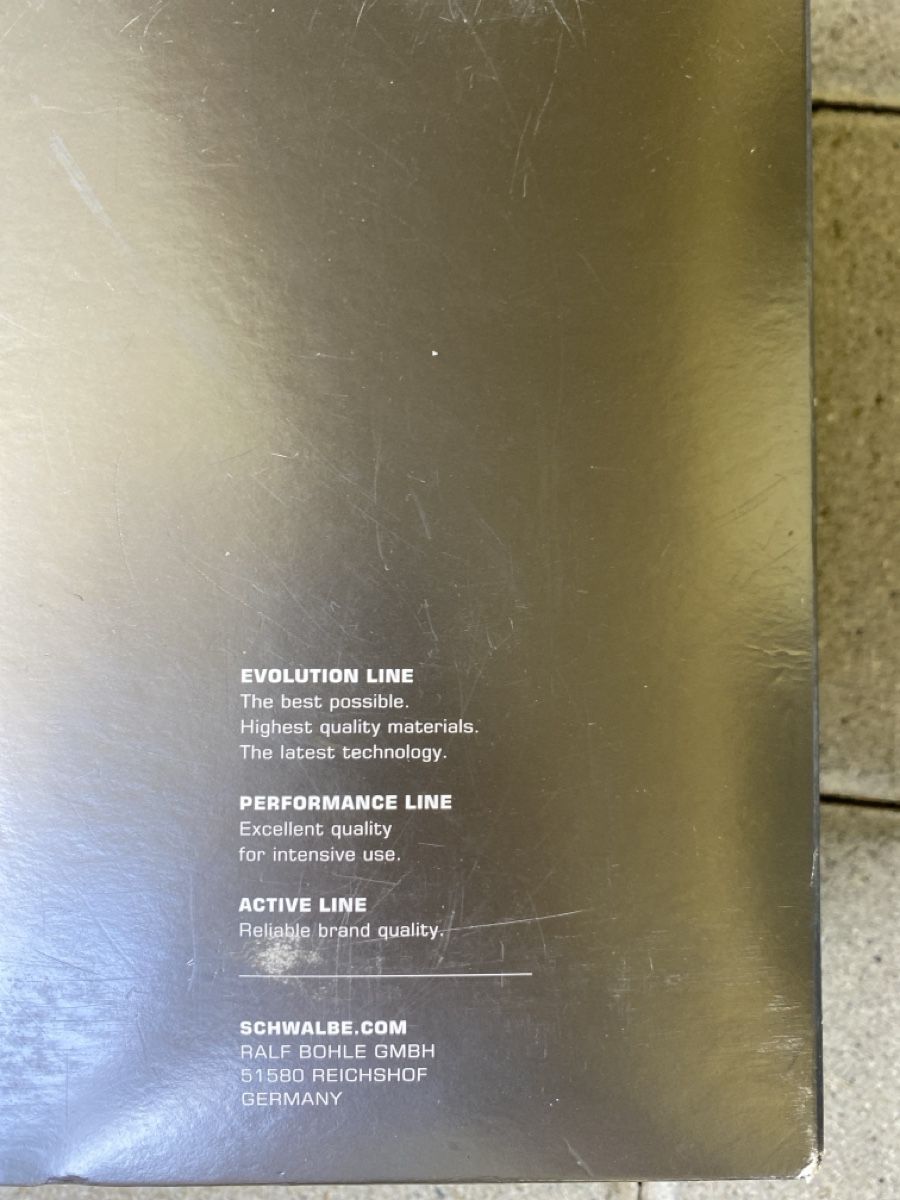 EVOLUTION LINE
The best possible.
Highest quality materials.
The latest technology.
PERFORMANCE LINE
Excellent quality
for intensive use.
ACTIVE LINE
Reliable brand quality.
SCHWALBE.COM
RALF BOHLE GMBH
51580 REICHSHOF
GERMANY